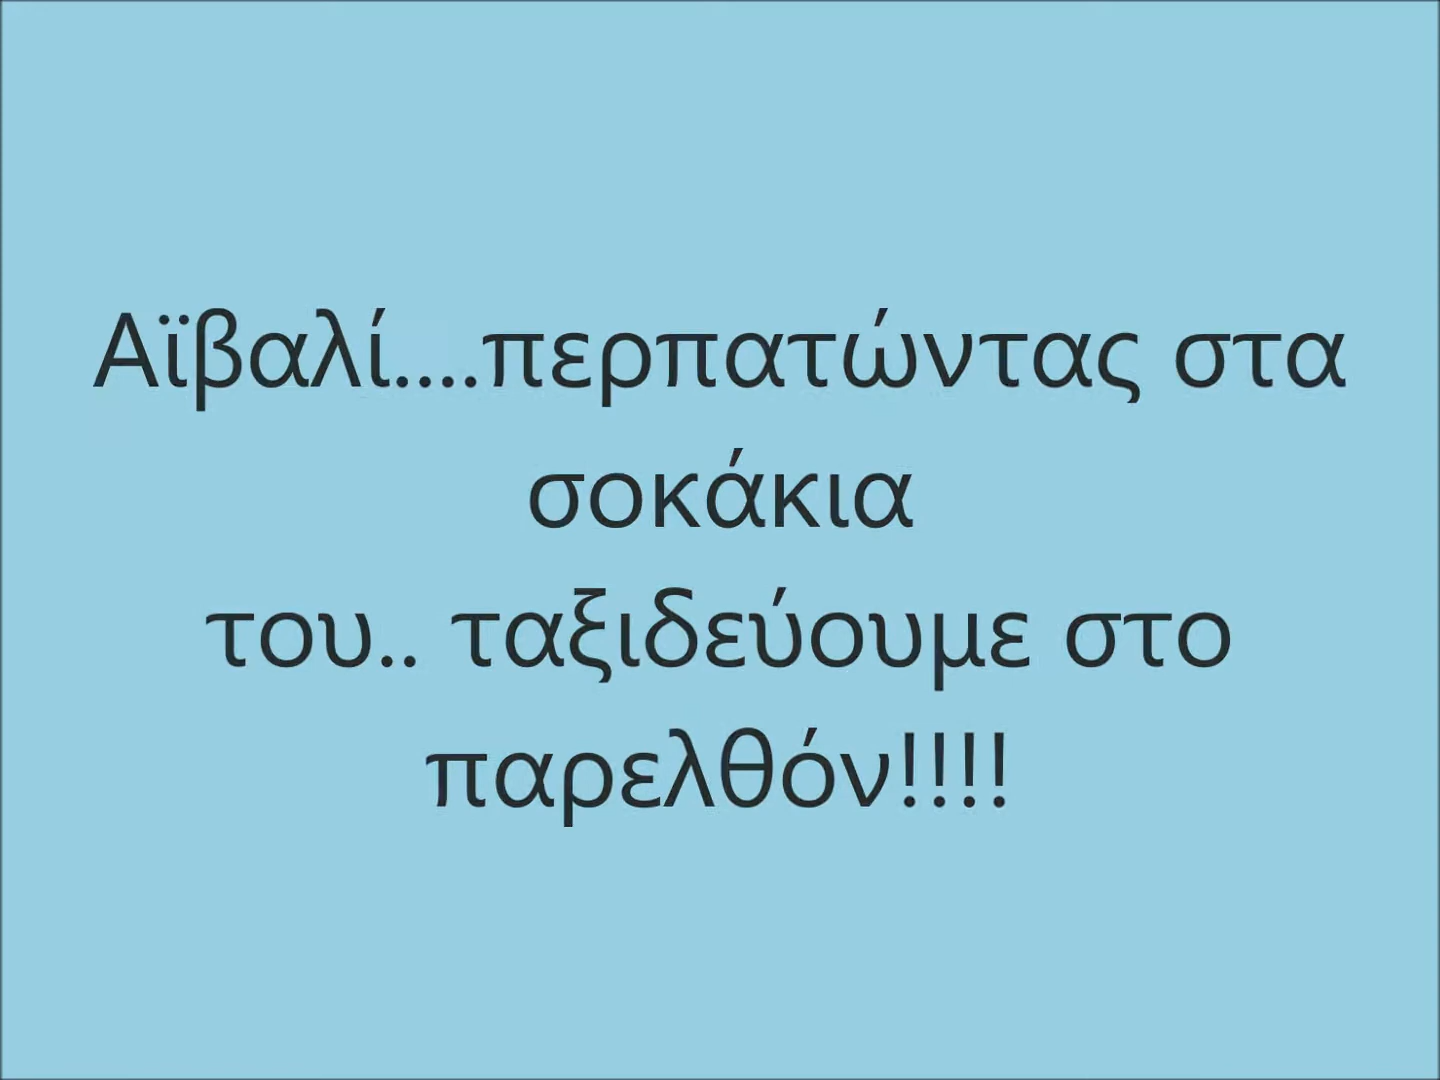 Αϊβαλί....περπατώντας στα
σοκάκια
του.. ταξιδεύουμε στο
παρελθόν!!!!